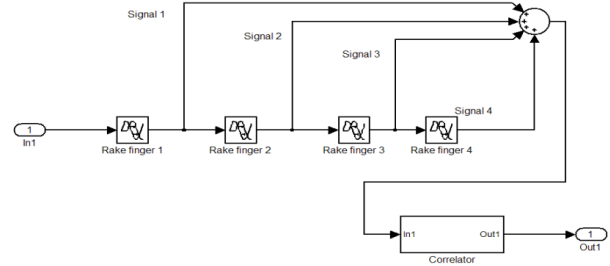 Signal 1
Signal 2
Signal 3
Signal 4
1
In1
Rake finger 1
Rake finger 2
Rake finger 3
Rake finger 4
In1
Out1
Correlator
1
Out1